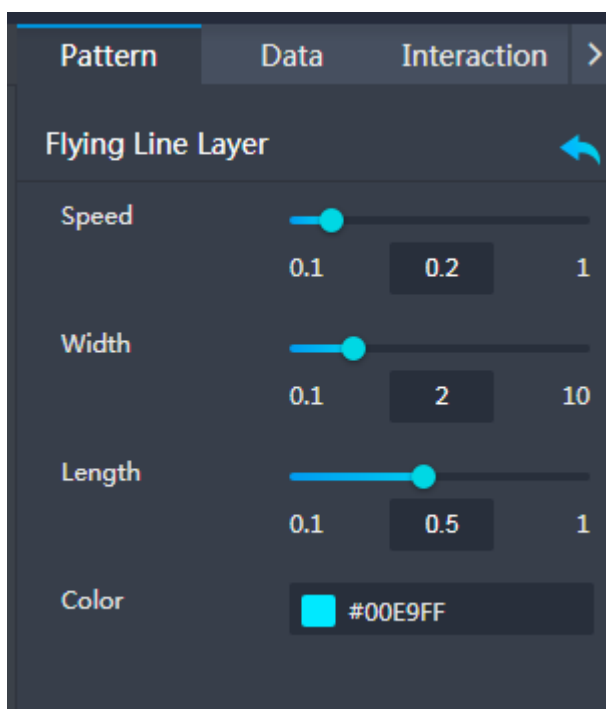 Pattern Data Interaction >
Flying Line Layer
Speed
0.1 0.2 1
Width
0.1 2 10
Length
0.1 0.5 1
Color #00E9FF